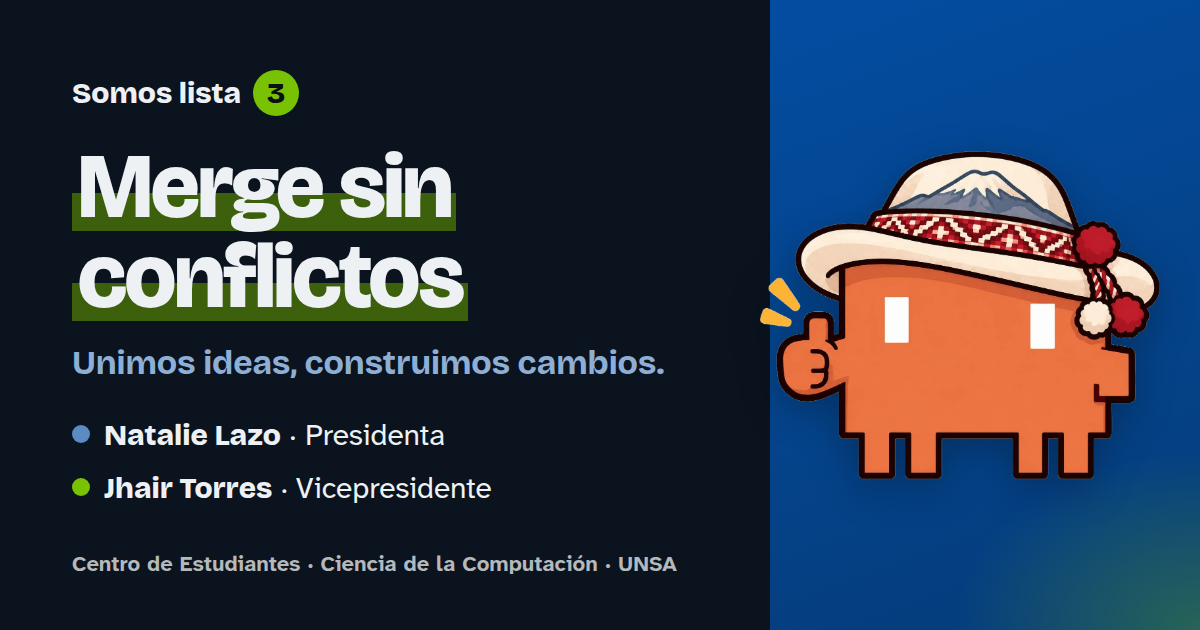 Somos lista 3
Merge sin
conflictos
Unimos ideas, construimos cambios.
Natalie Lazo · Presidenta
Jhair Torres · Vicepresidente
Centro de Estudiantes · Ciencia de la Computación · UNSA